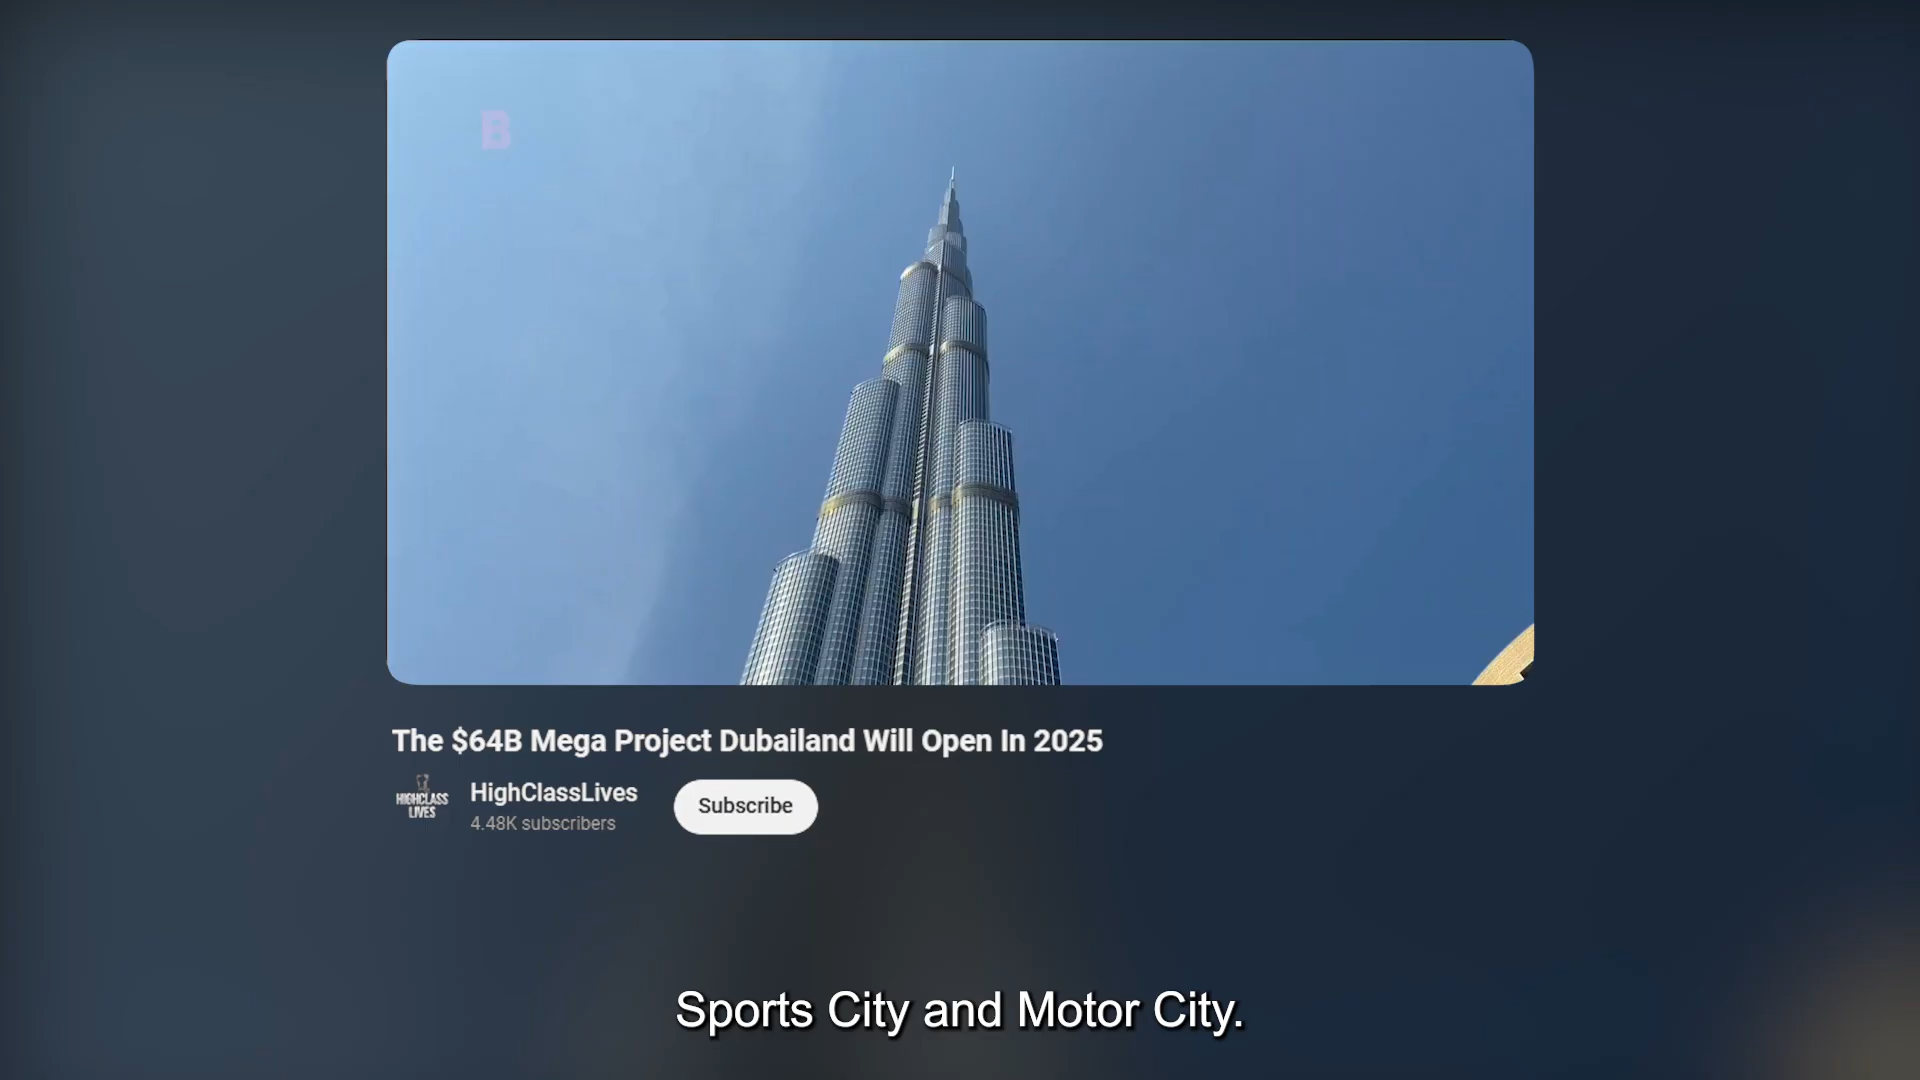 B
The $64B Mega Project Dubailand Will Open In 2025
HIGHCLASS
LIVES
HighClassLives
4.48K subscribers
Subscribe
Sports City and Motor City.